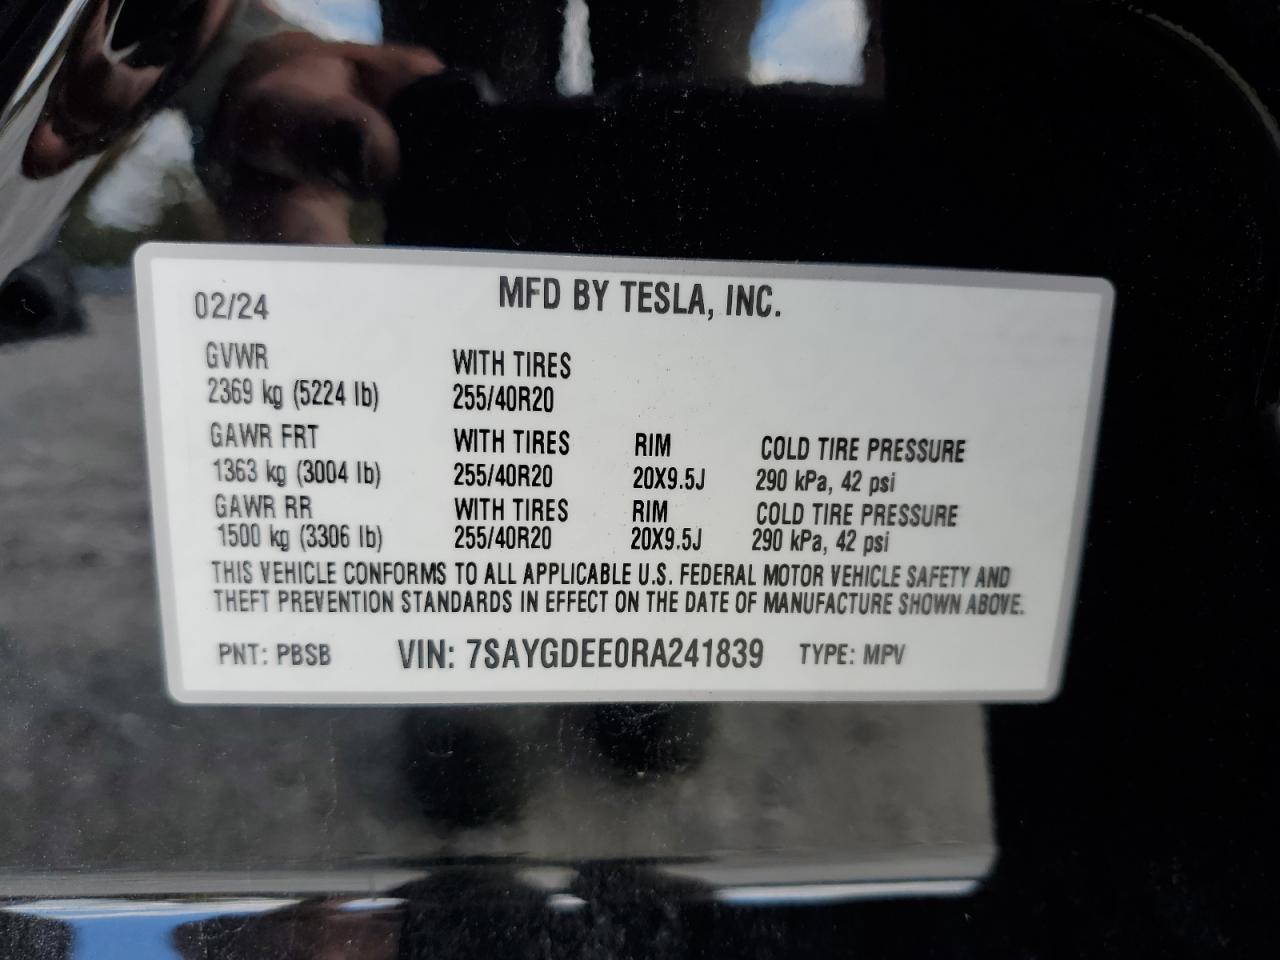 MFD BY TESLA, INC.
02/24
GVWR WITH TIRES
2369 kg (5224 lb) 255/40R20
GAWR FRT WITH TIRES RIM COLD TIRE PRESSURE
1363 kg (3004 lb) 255/40R20 20X9.5J 290 kPa, 42 psi
GAWR RR WITH TIRES RIM COLD TIRE PRESSURE
1500 kg (3306 lb) 255/40R20 20X9.5J 290 kPa, 42 psi
THIS VEHICLE CONFORMS TO ALL APPLICABLE U.S. FEDERAL MOTOR VEHICLE SAFETY AND
THEFT PREVENTION STANDARDS IN EFFECT ON THE DATE OF MANUFACTURE SHOWN ABOVE.
PNT: PBSB VIN: 7SAYGDEE0RA241839 TYPE: MPV